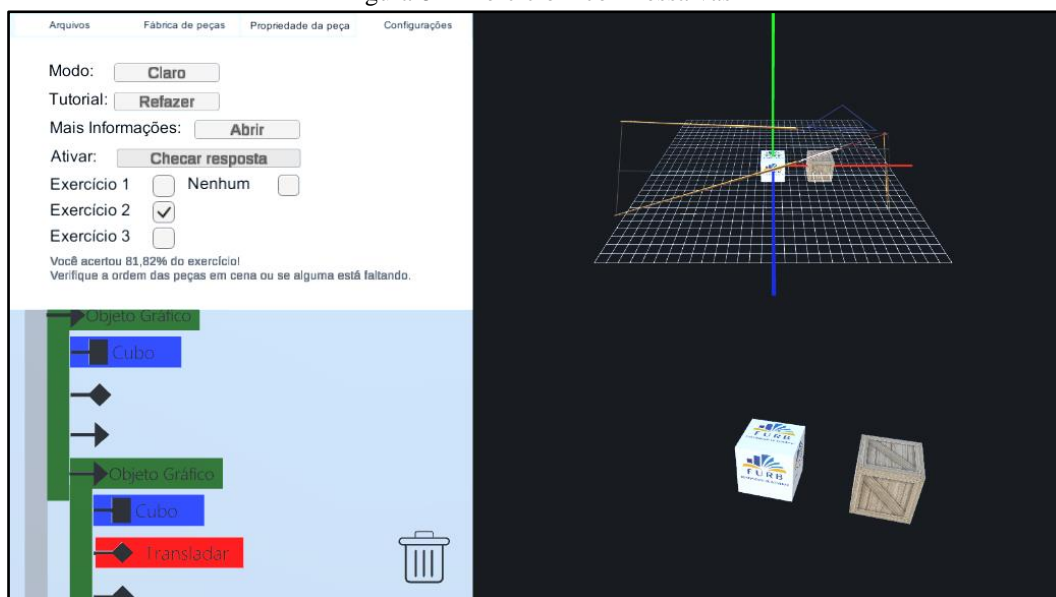 Arquivos Fábrica de peças Propriedade da peça Configurações
Modo: Claro
Tutorial: Refazer
Mais Informações: Abrir
Ativar: Checar resposta
Exercício 1 Nenhum
Exercício 2
Exercício 3
Você acertou 81,82% do exercício!
Verifique a ordem das peças em cena ou se alguma está faltando.
Objeto Gráfico
Cubo
Objeto Gráfico
Cubo
Transladar
FURB
FURB